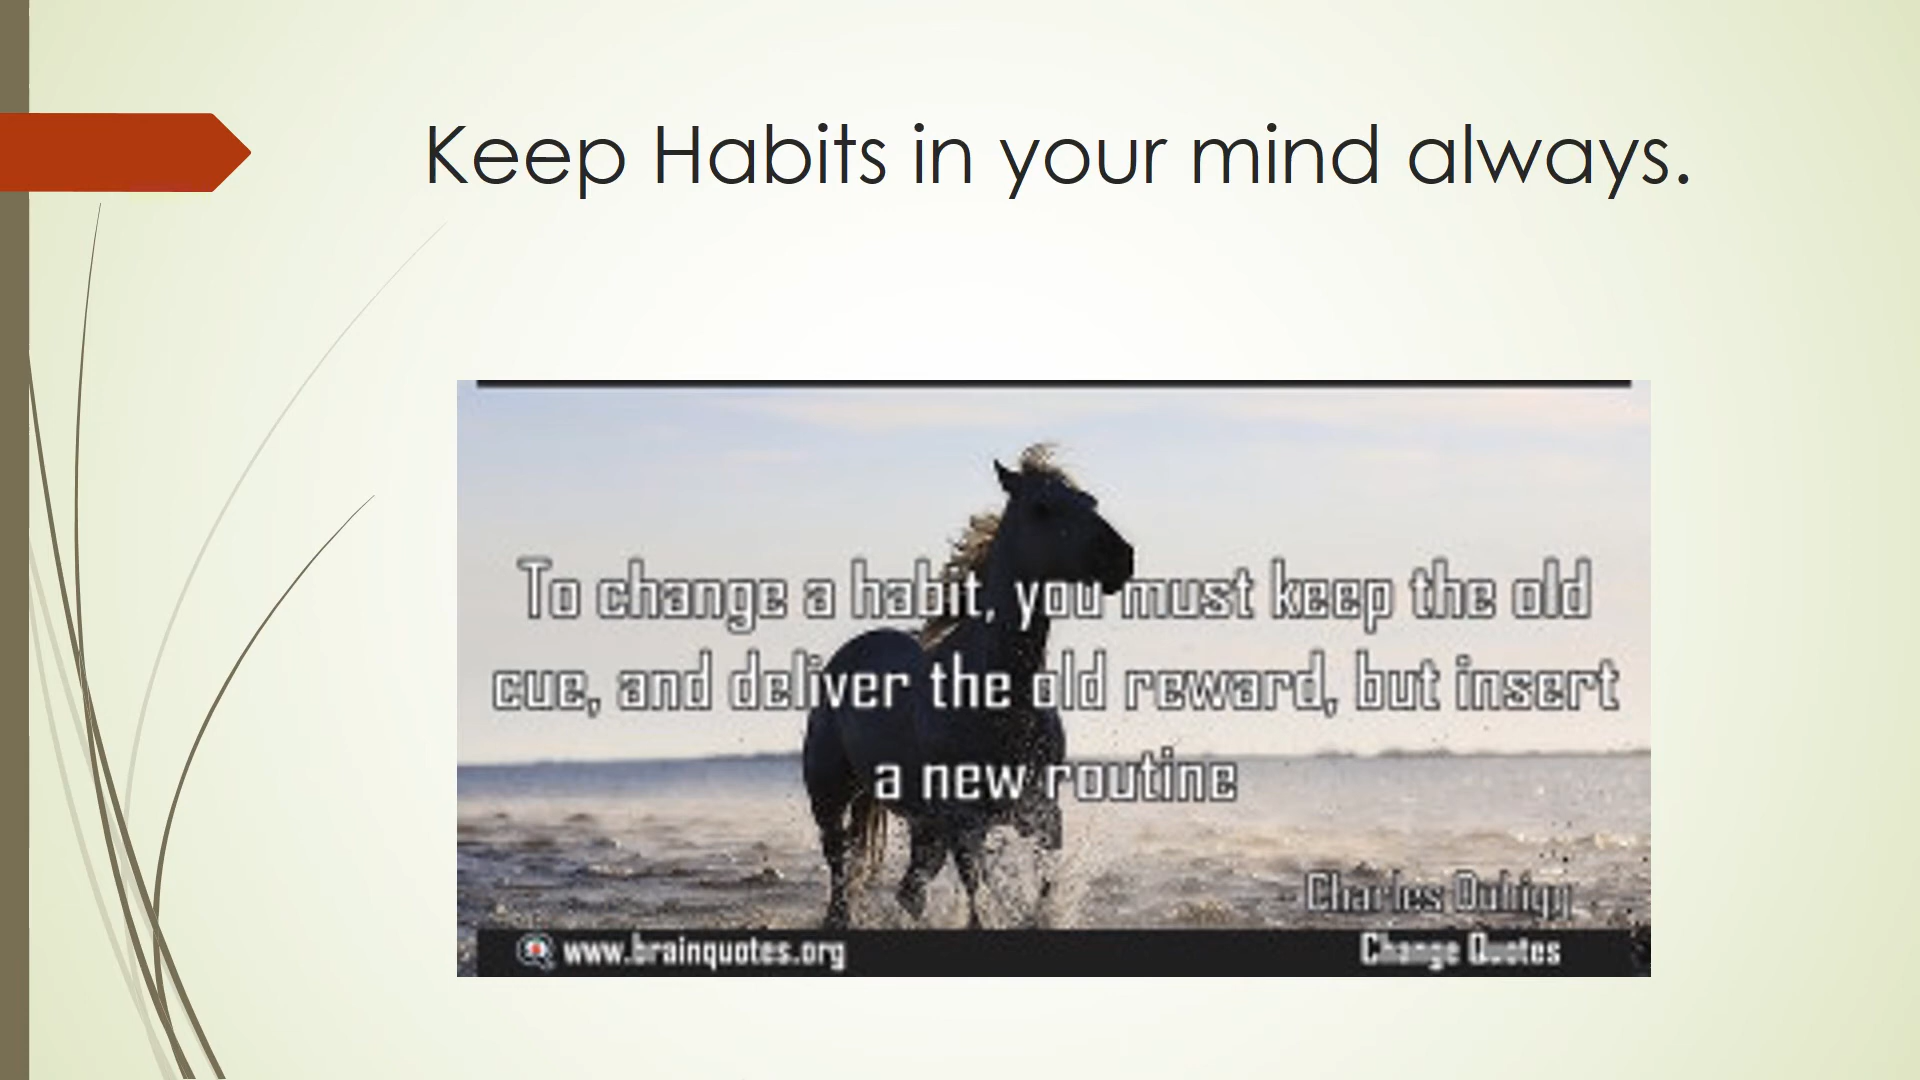 Keep Habits in your mind always.
To change a habit, you must keep the old
cue, and deliver the old reward, but insert
a new routine
- Charles Duhigg
www.brainquotes.org
Change Quotes